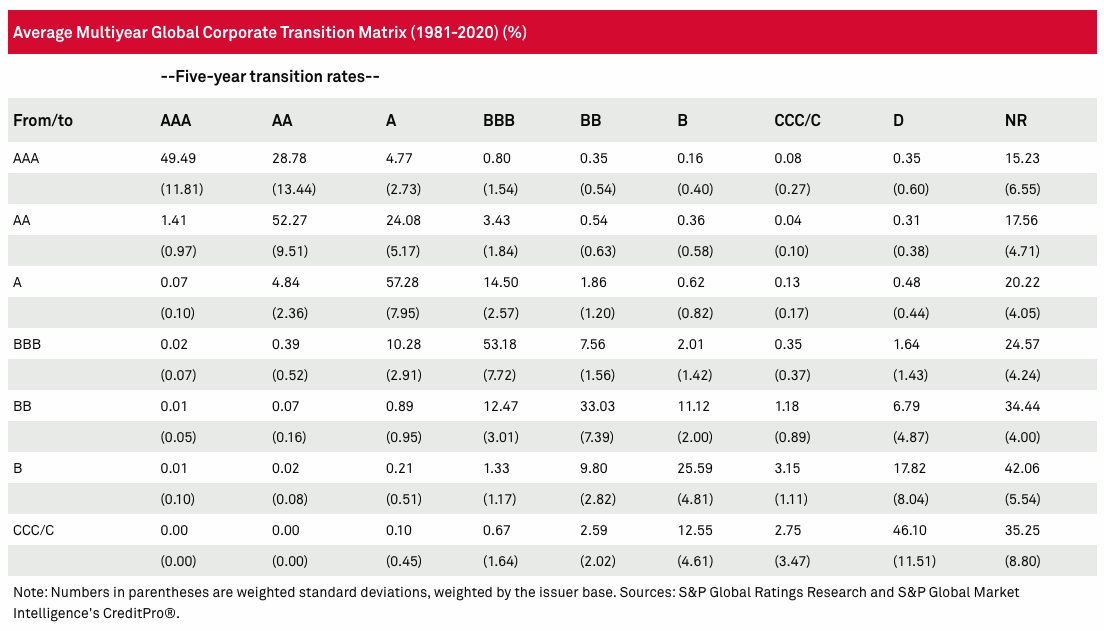 Average Multiyear Global Corporate Transition Matrix (1981-2020) (%)
--Five-year transition rates--
From/to AAA AA A BBB BB B CCC/C D NR
AAA 49.49 28.78 4.77 0.80 0.35 0.16 0.08 0.35 15.23
(11.81) (13.44) (2.73) (1.54) (0.54) (0.40) (0.27) (0.60) (6.55)
AA 1.41 52.27 24.08 3.43 0.54 0.36 0.04 0.31 17.56
(0.97) (9.51) (5.17) (1.84) (0.63) (0.58) (0.10) (0.38) (4.71)
A 0.07 4.84 57.28 14.50 1.86 0.62 0.13 0.48 20.22
(0.10) (2.36) (7.95) (2.57) (1.20) (0.82) (0.17) (0.44) (4.05)
BBB 0.02 0.39 10.28 53.18 7.56 2.01 0.35 1.64 24.57
(0.07) (0.52) (2.91) (7.72) (1.56) (1.42) (0.37) (1.43) (4.24)
BB 0.01 0.07 0.89 12.47 33.03 11.12 1.18 6.79 34.44
(0.05) (0.16) (0.95) (3.01) (7.39) (2.00) (0.89) (4.87) (4.00)
B 0.01 0.02 0.21 1.33 9.80 25.59 3.15 17.82 42.06
(0.10) (0.08) (0.51) (1.17) (2.82) (4.81) (1.11) (8.04) (5.54)
CCC/C 0.00 0.00 0.10 0.67 2.59 12.55 2.75 46.10 35.25
(0.00) (0.00) (0.45) (1.64) (2.02) (4.61) (3.47) (11.51) (8.80)
Note: Numbers in parentheses are weighted standard deviations, weighted by the issuer base. Sources: S&P Global Ratings Research and S&P Global Market
Intelligence's CreditPro®.